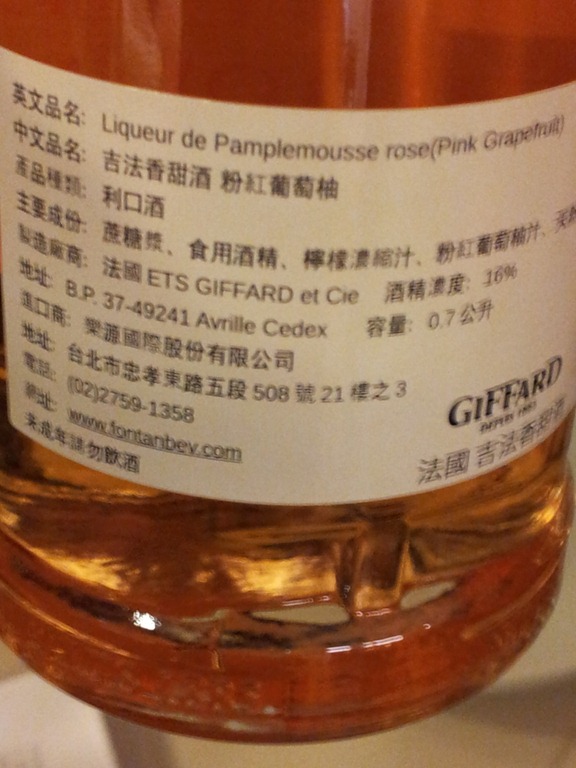 英文品名: Liqueur de Pamplemousse rose(Pink Grapefruit)
中文品名: 吉法香甜酒 粉紅葡萄柚
產品種類: 利口酒
主要成份: 蔗糖漿、食用酒精、檸檬濃縮汁、粉紅葡萄柚汁、
製造廠商: 法國 ETS GIFFARD et Cie 酒精濃度: 16%
地址: B.P. 37-49241 Avrille Cedex 容量: 0.7 公升
進口商: 樂源國際股份有限公司
地址: 台北市忠孝東路五段 508 號 21 樓之 3
電話: (02)2759-1358
網址: www.fontanbev.com
未成年請勿飲酒
GIFFARD
DEPUIS 1885
法國 吉法香甜酒